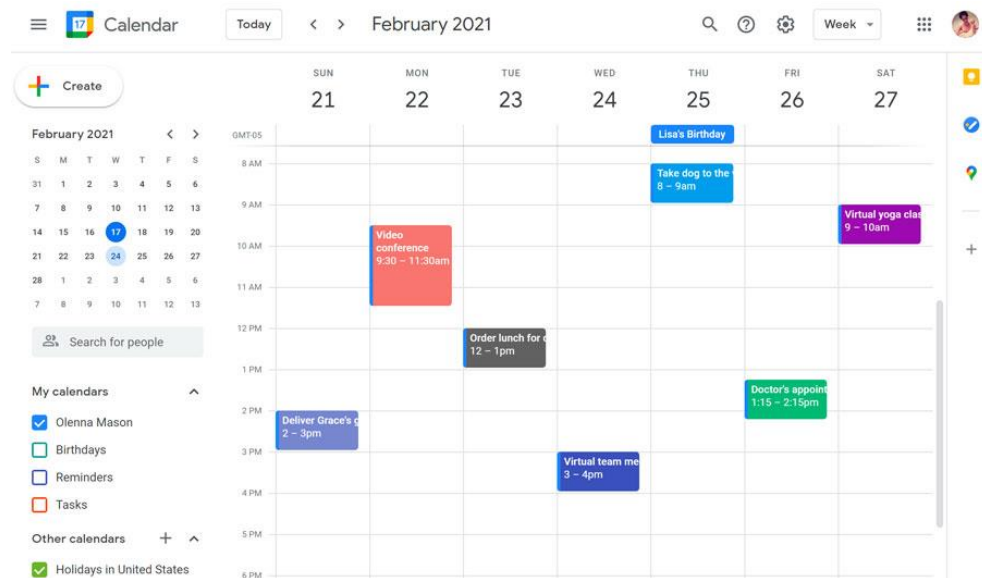 17 Calendar Today < > February 2021 Week
Create
SUN MON TUE WED THU FRI SAT
21 22 23 24 25 26 27
February 2021 < >
S M T W T F S
31 1 2 3 4 5 6
7 8 9 10 11 12 13
14 15 16 17 18 19 20
21 22 23 24 25 26 27
28 1 2 3 4 5 6
7 8 9 10 11 12 13
Search for people
My calendars
Olenna Mason
Birthdays
Reminders
Tasks
Other calendars
Holidays in United States
GMT-05
8 AM
9 AM
10 AM
11 AM
12 PM
1 PM
2 PM
3 PM
4 PM
5 PM
6 PM
Deliver Grace's
2 – 3pm
Video
conference
9:30 – 11:30am
Order lunch for
12 – 1pm
Virtual team me
3 – 4pm
Lisa's Birthday
Take dog to the
8 – 9am
Doctor's appoint
1:15 – 2:15pm
Virtual yoga clas
9 – 10am